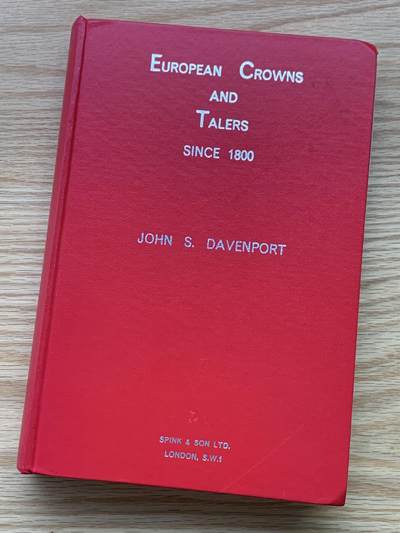 EUROPEAN CROWNS
AND
TALERS
SINCE 1800
JOHN S. DAVENPORT
SPINK & SON LTD.
LONDON, S.W.1